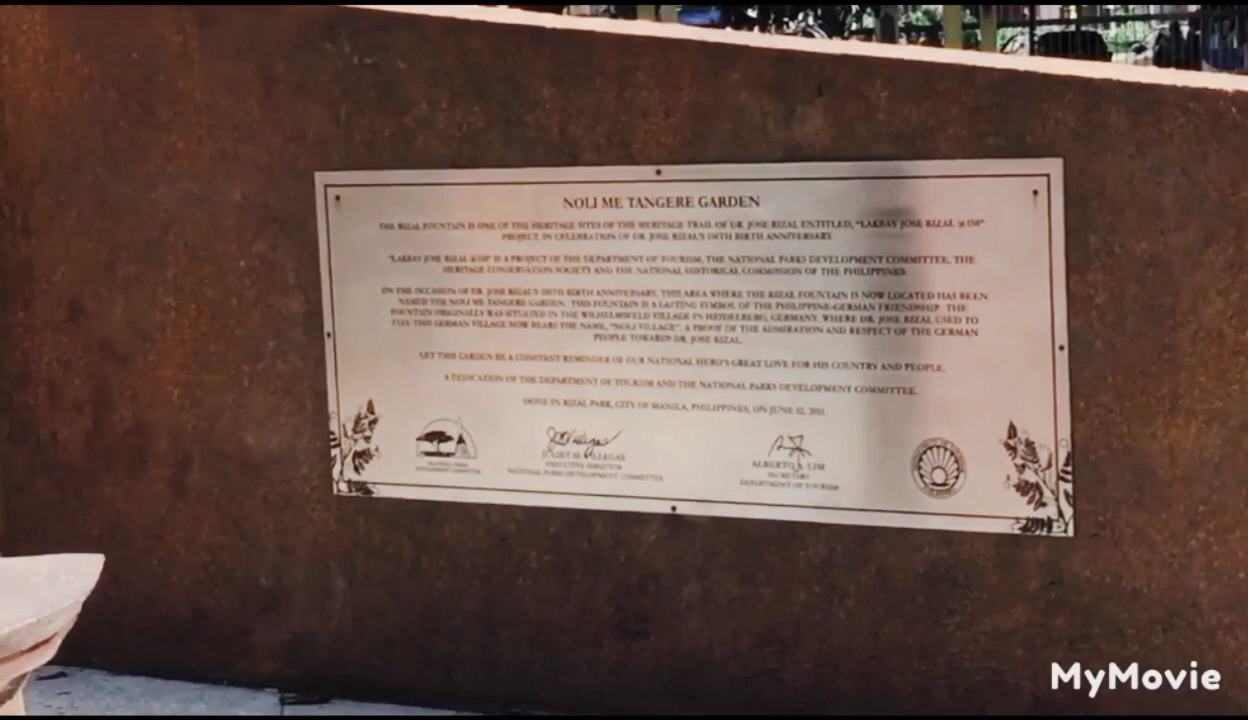 NOLI ME TANGERE GARDEN
THE RIZAL FOUNTAIN IS ONE OF THE HERITAGE SITES OF THE HERITAGE TRAIL OF DR. JOSE RIZAL ENTITLED, "LAKBAY JOSE RIZAL @ 150"
PROJECT, IN CELEBRATION OF DR. JOSE RIZAL'S 150TH BIRTH ANNIVERSARY.
"LAKBAY JOSE RIZAL @150" IS A PROJECT OF THE DEPARTMENT OF TOURISM, THE NATIONAL PARKS DEVELOPMENT COMMITTEE, THE
HERITAGE CONSERVATION SOCIETY AND THE NATIONAL HISTORICAL COMMISSION OF THE PHILIPPINES.
ON THE OCCASION OF DR. JOSE RIZAL'S 150TH BIRTH ANNIVERSARY, THIS AREA WHERE THE RIZAL FOUNTAIN IS NOW LOCATED HAS BEEN
NAMED THE NOLI ME TANGERE GARDEN. THIS FOUNTAIN IS A LASTING SYMBOL OF THE PHILIPPINE-GERMAN FRIENDSHIP. THE
FOUNTAIN ORIGINALLY WAS SITUATED IN THE WILHELMSFELD VILLAGE IN HEIDELBERG, GERMANY, WHERE DR. JOSE RIZAL USED TO
STAY. THIS GERMAN VILLAGE NOW BEARS THE NAME, "NOLI VILLAGE", A PROOF OF THE ADMIRATION AND RESPECT OF THE GERMAN
PEOPLE TOWARDS DR. JOSE RIZAL.
LET THIS GARDEN BE A CONSTANT REMINDER OF OUR NATIONAL HERO'S GREAT LOVE FOR HIS COUNTRY AND PEOPLE.
A DEDICATION OF THE DEPARTMENT OF TOURISM AND THE NATIONAL PARKS DEVELOPMENT COMMITTEE.
DONE IN RIZAL PARK, CITY OF MANILA, PHILIPPINES, ON JUNE 12, 2011.
NATIONAL PARKS
DEVELOPMENT COMMITTEE
JULIET H. VILLEGAS
EXECUTIVE DIRECTOR
NATIONAL PARKS DEVELOPMENT COMMITTEE
ALBERTO A. LIM
SECRETARY
DEPARTMENT OF TOURISM
MyMovie